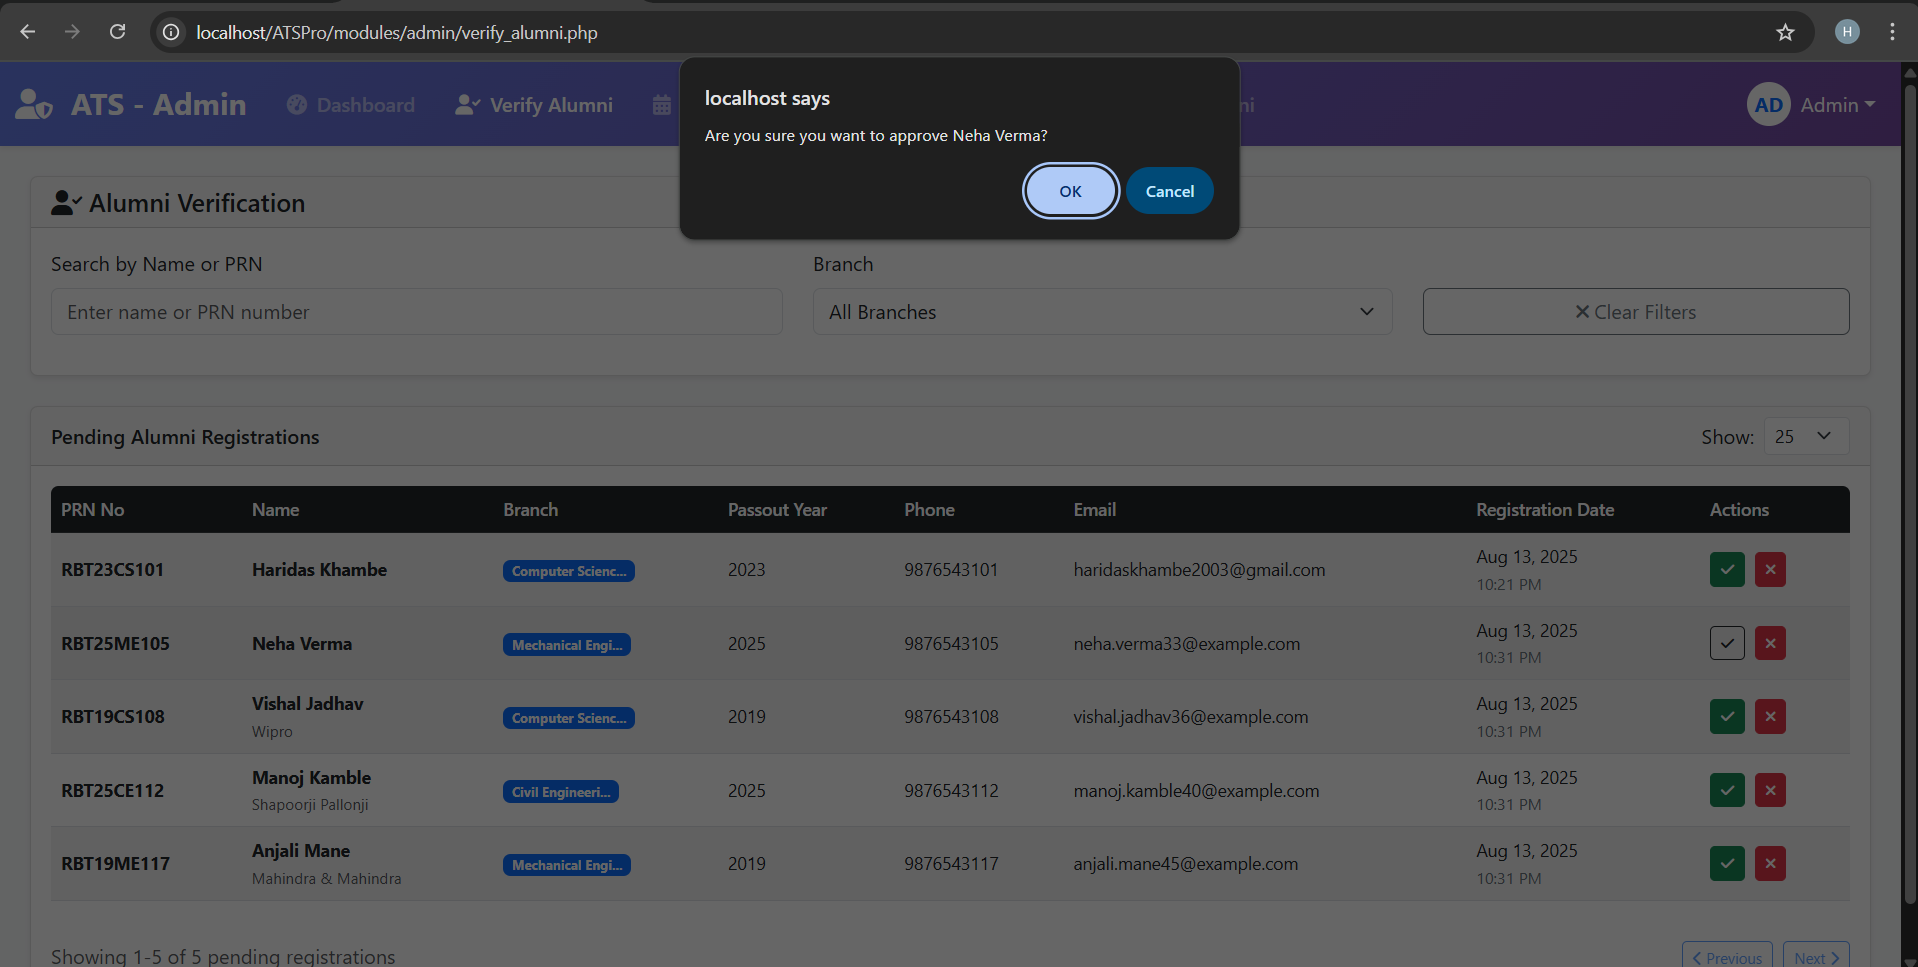 localhost/ATSPro/modules/admin/verify_alumni.php
H
ATS - Admin
Dashboard
Verify Alumni
ni
AD
Admin
localhost says
Are you sure you want to approve Neha Verma?
OK
Cancel
Alumni Verification
Search by Name or PRN
Branch
Enter name or PRN number
All Branches
Clear Filters
Pending Alumni Registrations
Show: 25
PRN No Name Branch Passout Year Phone Email Registration Date Actions
RBT23CS101 Haridas Khambe Computer Scienc... 2023 9876543101 haridaskhambe2003@gmail.com Aug 13, 2025
10:21 PM
RBT25ME105 Neha Verma Mechanical Engi... 2025 9876543105 neha.verma33@example.com Aug 13, 2025
10:31 PM
RBT19CS108 Vishal Jadhav Computer Scienc... 2019 9876543108 vishal.jadhav36@example.com Aug 13, 2025
Wipro 10:31 PM
RBT25CE112 Manoj Kamble Civil Engineeri... 2025 9876543112 manoj.kamble40@example.com Aug 13, 2025
Shapoorji Pallonji 10:31 PM
RBT19ME117 Anjali Mane Mechanical Engi... 2019 9876543117 anjali.mane45@example.com Aug 13, 2025
Mahindra & Mahindra 10:31 PM
Showing 1-5 of 5 pending registrations
Previous
Next